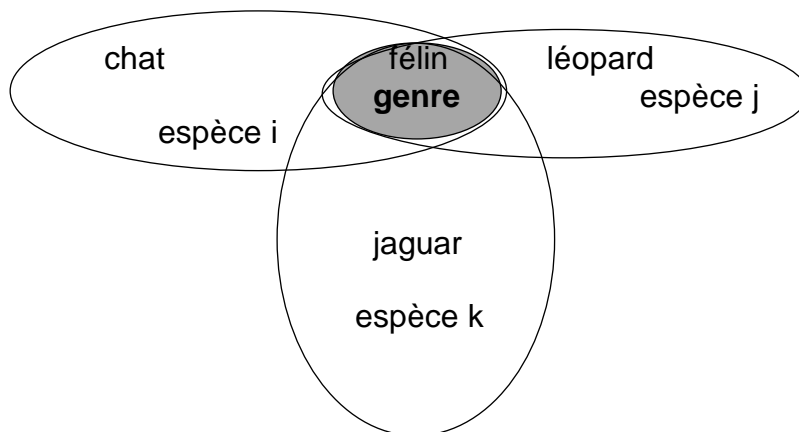 chat
espèce i
félin
genre
léopard
espèce j
jaguar
espèce k